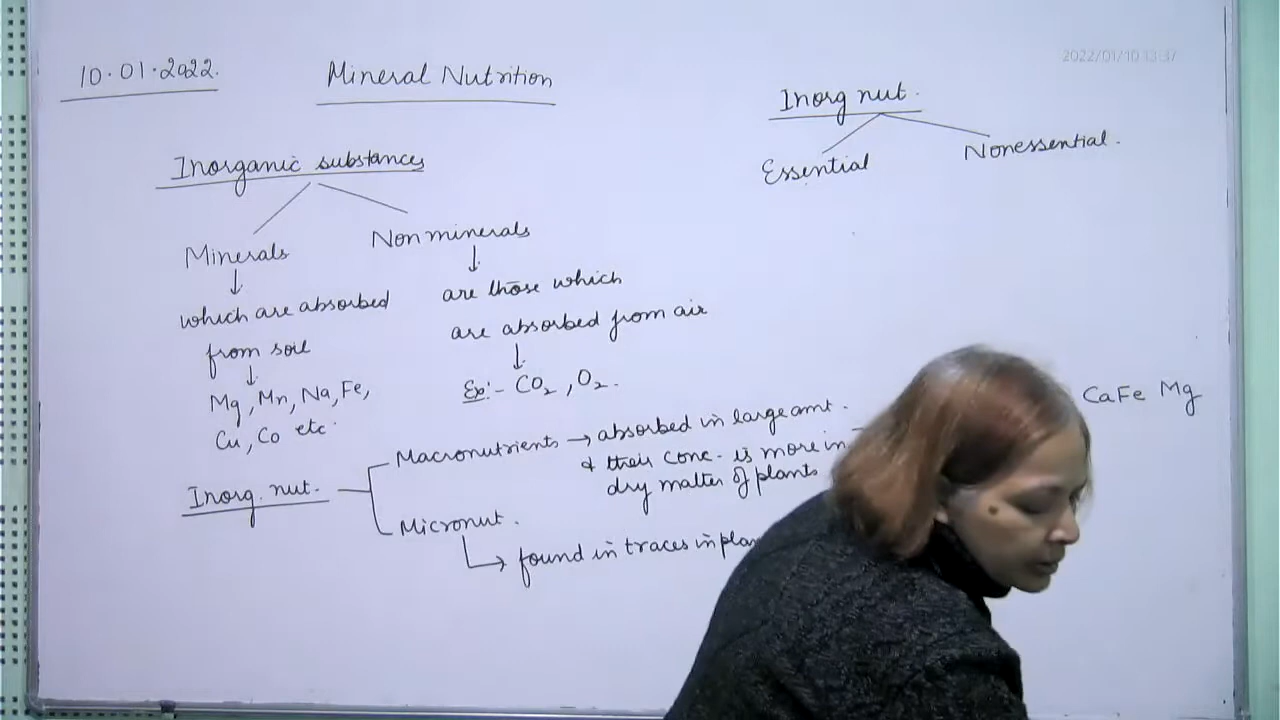 10.01.2022.
Mineral Nutrition
2022/01/10 13:37
Inorganic substances
Minerals
Non minerals
which are absorbed
from soil
Mg, Mn, Na, Fe,
Cu, Co etc.
are those which
are absorbed from air
Ex:- CO₂, O₂.
Inorg. nut.
Macronutrients → absorbed in large amt.
& their conc. is more in
dry matter of plants
Micronut.
found in traces in
Inorg nut.
Essential
Nonessential.
CaFe Mg